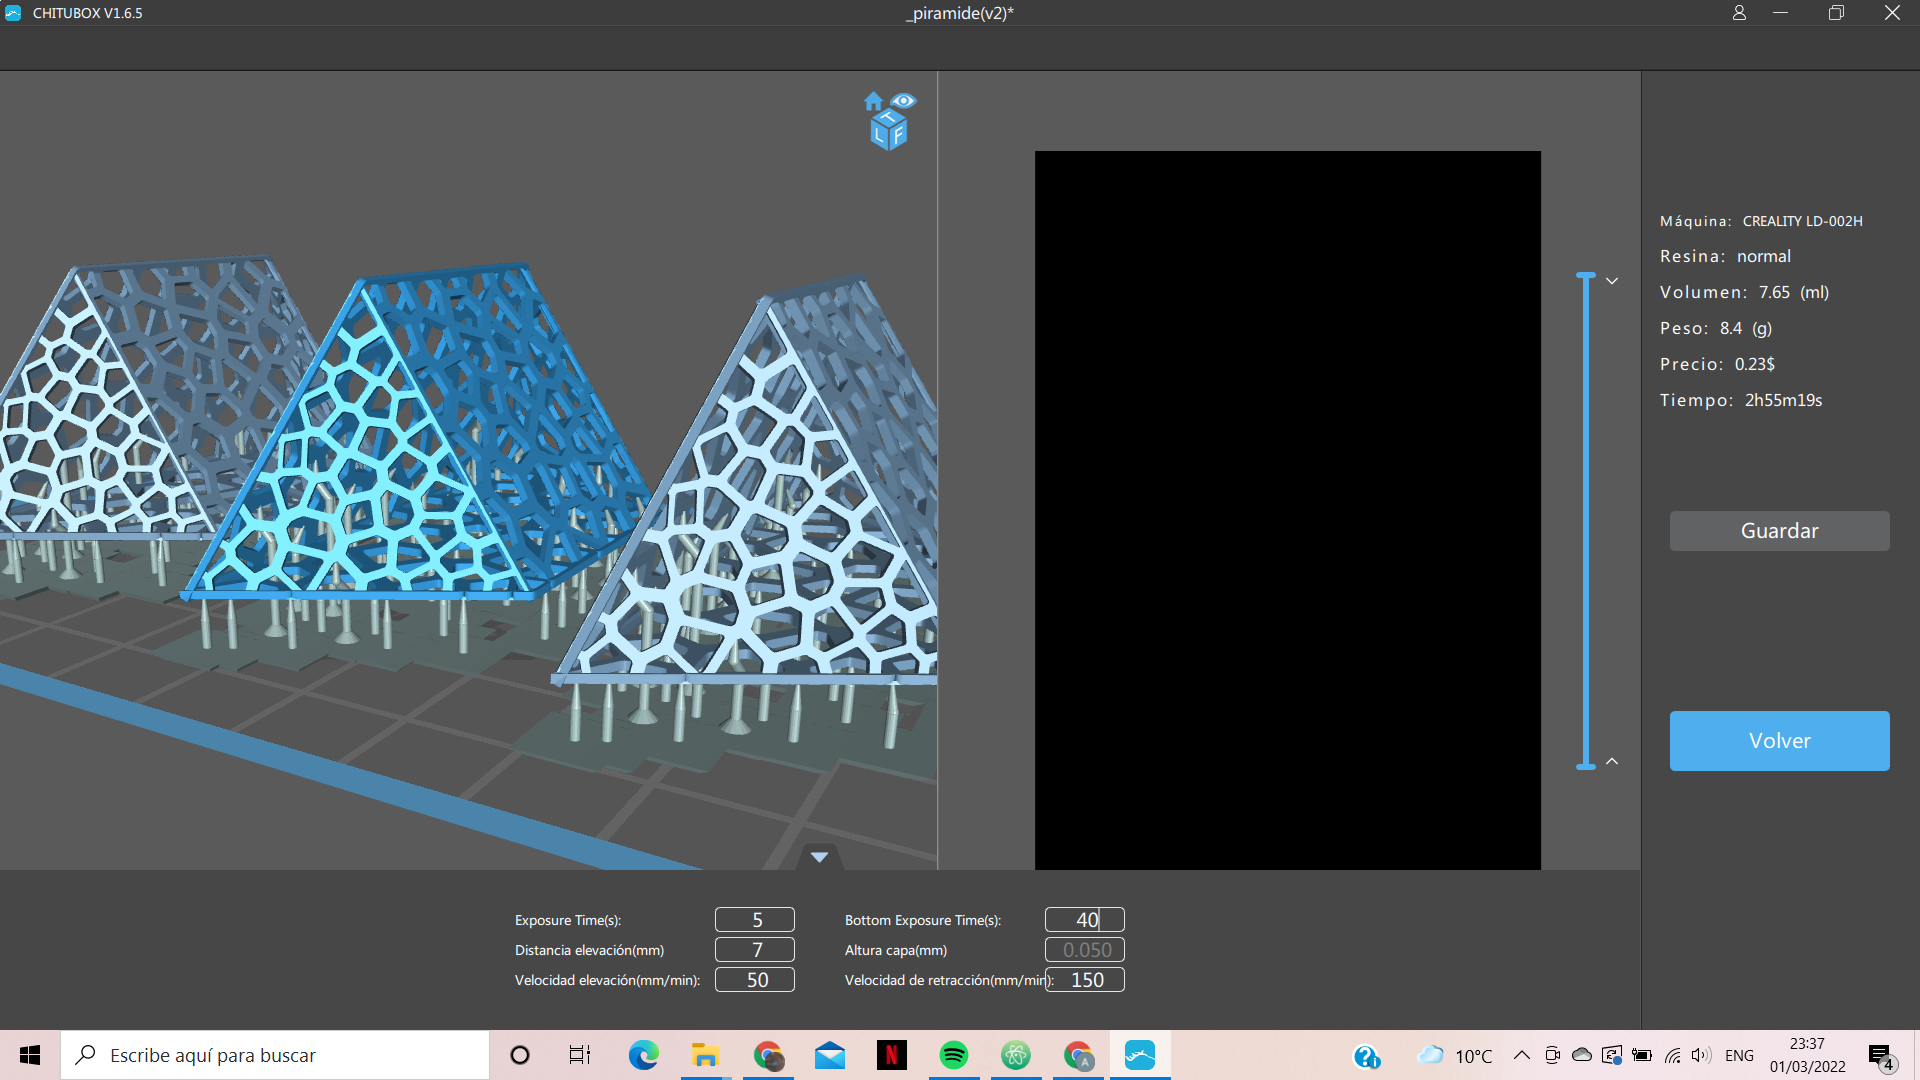 CHITUBOX V1.6.5
_piramide(v2)*
T
L F
Máquina: CREALITY LD-002H
Resina: normal
Volumen: 7.65 (ml)
Peso: 8.4 (g)
Precio: 0.23$
Tiempo: 2h55m19s
Guardar
Volver
Exposure Time(s): 5
Bottom Exposure Time(s): 40
Distancia elevación(mm) 7
Altura capa(mm) 0.050
Velocidad elevación(mm/min): 50
Velocidad de retracción(mm/min): 150
Escribe aquí para buscar
N
A
10°C
ENG
23:37
01/03/2022
4